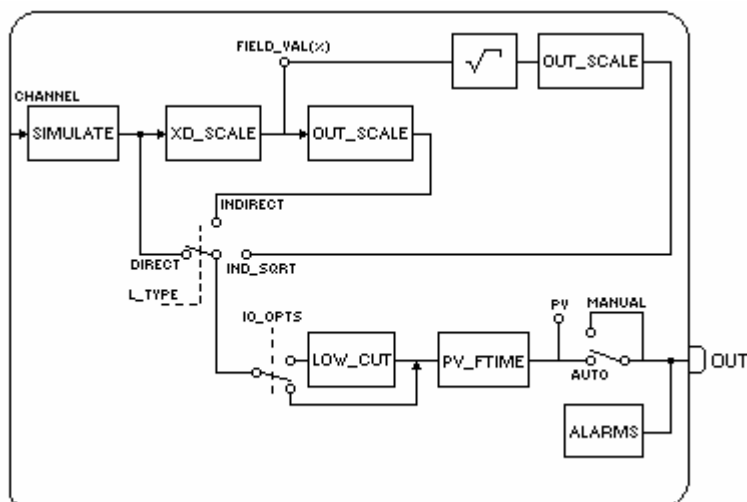 FIELD_VAL(%)
√
OUT_SCALE
CHANNEL
SIMULATE
XD_SCALE
OUT_SCALE
INDIRECT
DIRECT
IND_SQRT
L_TYPE
IO_OPTS
PV
MANUAL
LOW_CUT
PV_FTIME
AUTO
OUT
ALARMS